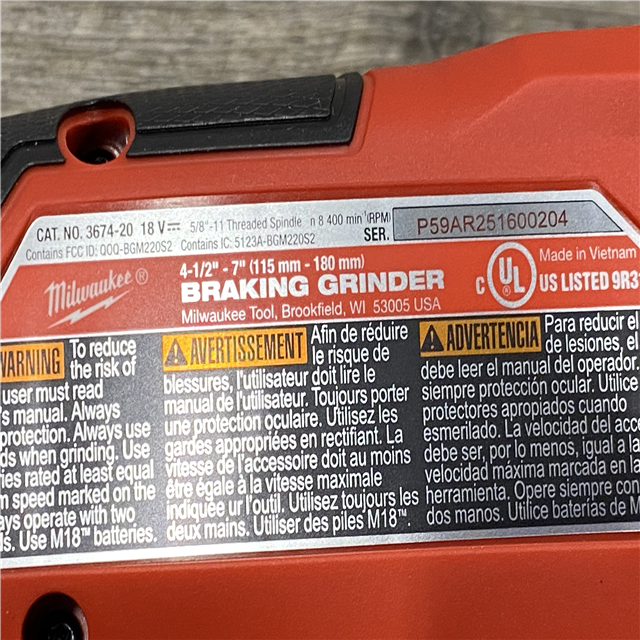 CAT. NO. 3674-20 18 V⎓ 5/8"-11 Threaded Spindle n 8 400 min⁻¹(RPM)
Contains FCC ID: QOO-BGM220S2 Contains IC: 5123A-BGM220S2 SER. P59AR251600204
Milwaukee®
4-1/2" - 7" (115 mm - 180 mm)
BRAKING GRINDER
Milwaukee Tool, Brookfield, WI 53005 USA
C UL ®
Made in Vietnam
US LISTED
WARNING To reduce
the risk of
user must read
manual. Always
protection. Always use
when grinding. Use
rated at least equal
speed marked on the
operate with two
Use M18™ batteries.
AVERTISSEMENT Afin de réduire
le risque de
blessures, l'utilisateur doit lire le
manual de l'utilisateur. Toujours porter
une protection oculaire. Utilisez les
gardes appropriées en rectifiant. La
vitesse de l'accessoire doit au moins
être égale à la vitesse maximale
indiquée ur l'outil. Utilisez toujours les
deux mains. Utiliser des piles M18™.
ADVERTENCIA Para reducir el
de lesiones, el
debe leer el manual del operador.
siempre protección ocular. Utilice
protectores apropiados cuando
esmerilado. La velocidad del
debe ser, por lo menos, igual a la
velocidad máxima marcada en la
herramienta. Opere siempre con
dos manos. Utilice baterías de